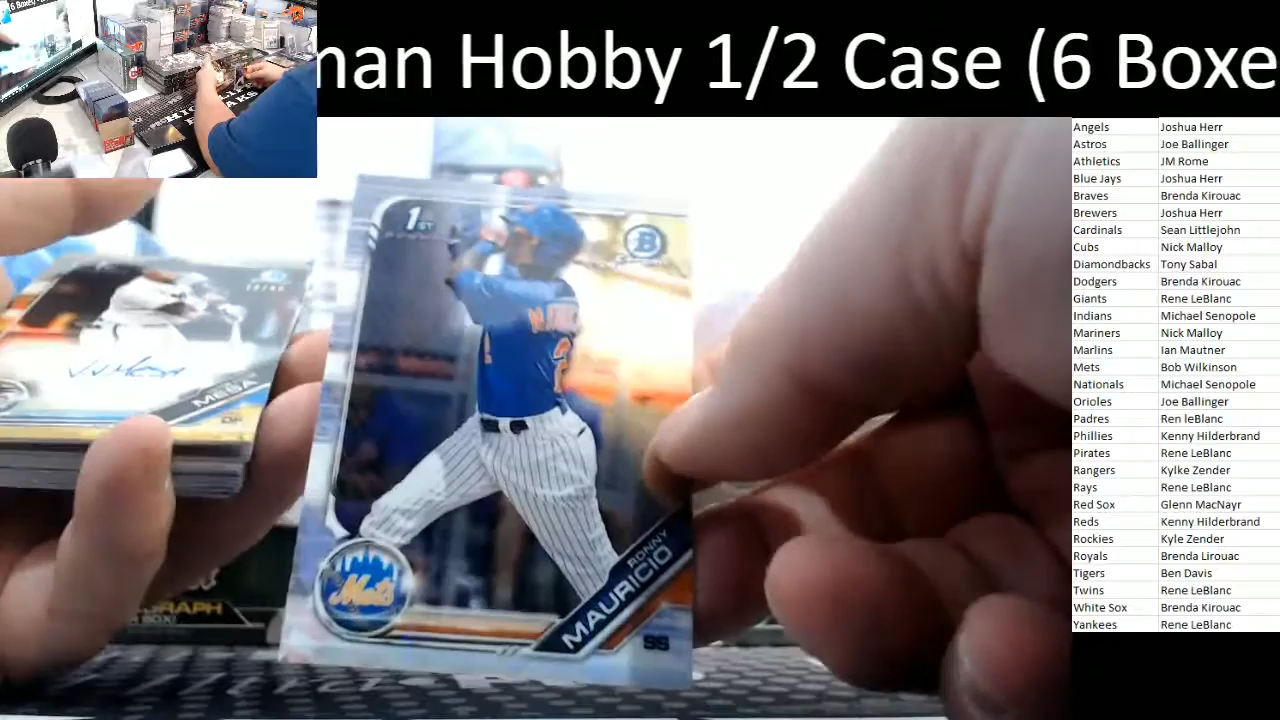 man Hobby 1/2 Case (6 Boxe
Angels Joshua Herr
Astros Joe Ballinger
Athletics JM Rome
Blue Jays Joshua Herr
Braves Brenda Kirouac
Brewers Joshua Herr
Cardinals Sean Littlejohn
Cubs Nick Malloy
Diamondbacks Tony Sabal
Dodgers Brenda Kirouac
Giants Rene LeBlanc
Indians Michael Senopole
Mariners Nick Malloy
Marlins Ian Mautner
Mets Bob Wilkinson
Nationals Michael Senopole
Orioles Joe Ballinger
Padres Ren leBlanc
Phillies Kenny Hilderbrand
Pirates Rene LeBlanc
Rangers Kylke Zender
Rays Rene LeBlanc
Red Sox Glenn MacNayr
Reds Kenny Hilderbrand
Rockies Kyle Zender
Royals Brenda Lirouac
Tigers Ben Davis
Twins Rene LeBlanc
White Sox Brenda Kirouac
Yankees Rene LeBlanc
1ST
B
MESA
OF
Mets
RONNY
MAURICIO
SS